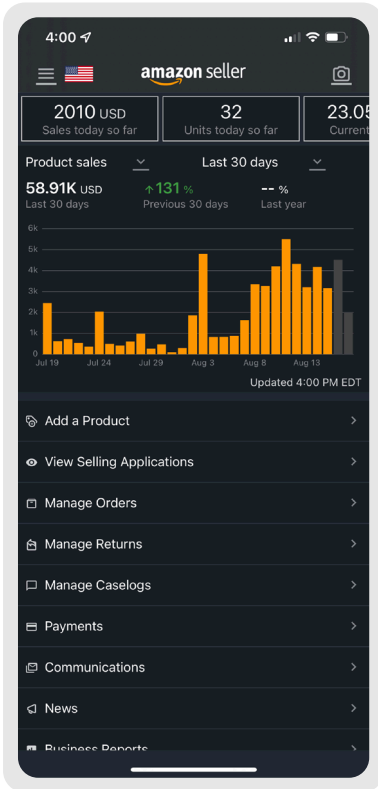 4:00
amazon seller
2010 USD
Sales today so far
32
Units today so far
23.05
Current
Product sales
Last 30 days
58.91K USD
Last 30 days
↑131 %
Previous 30 days
-- %
Last year
6k
5k
4k
3k
2k
1k
0
Jul 19 Jul 24 Jul 29 Aug 3 Aug 8 Aug 13
Updated 4:00 PM EDT
Add a Product
View Selling Applications
Manage Orders
Manage Returns
Manage Caselogs
Payments
Communications
News
Business Reports